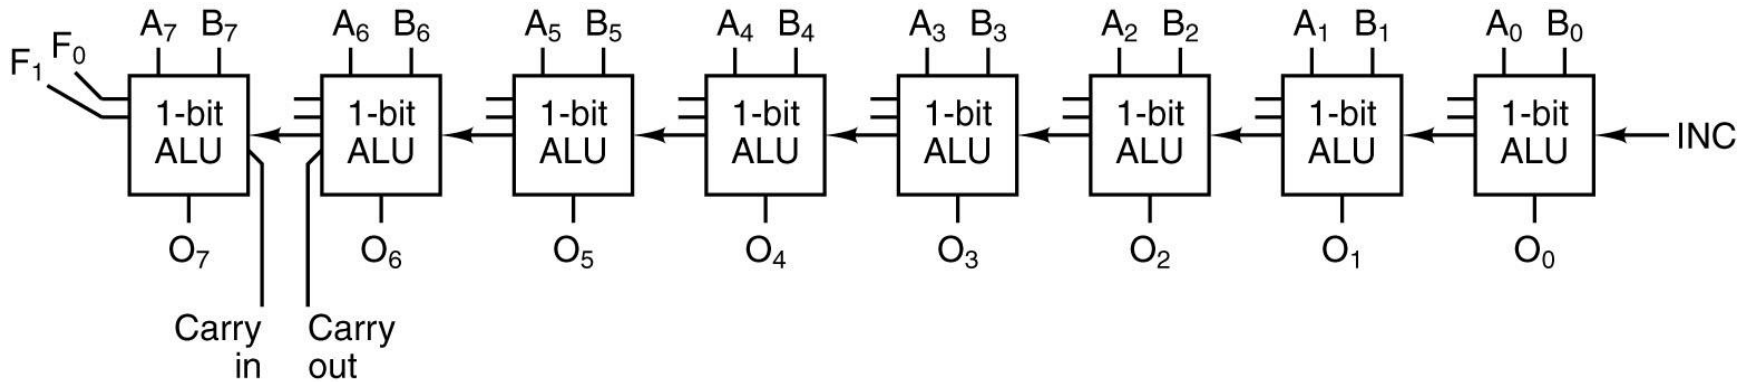 A₇ B₇ A₆ B₆ A₅ B₅ A₄ B₄ A₃ B₃ A₂ B₂ A₁ B₁ A₀ B₀
F₁ F₀
1-bit ALU
1-bit ALU
1-bit ALU
1-bit ALU
1-bit ALU
1-bit ALU
1-bit ALU
1-bit ALU
INC
O₇ O₆ O₅ O₄ O₃ O₂ O₁ O₀
Carry
in
Carry
out